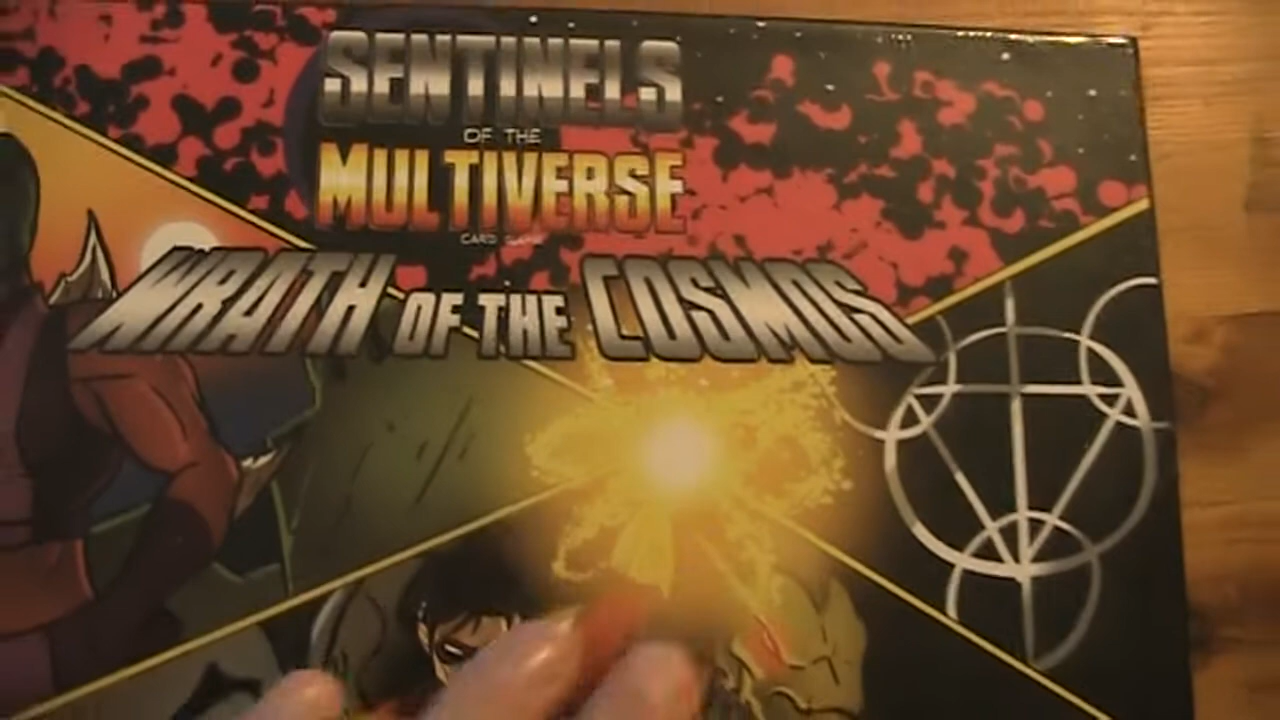 SENTINELS
OF THE
MULTIVERSE
CARD GAME
WRATH OF THE COSMOS